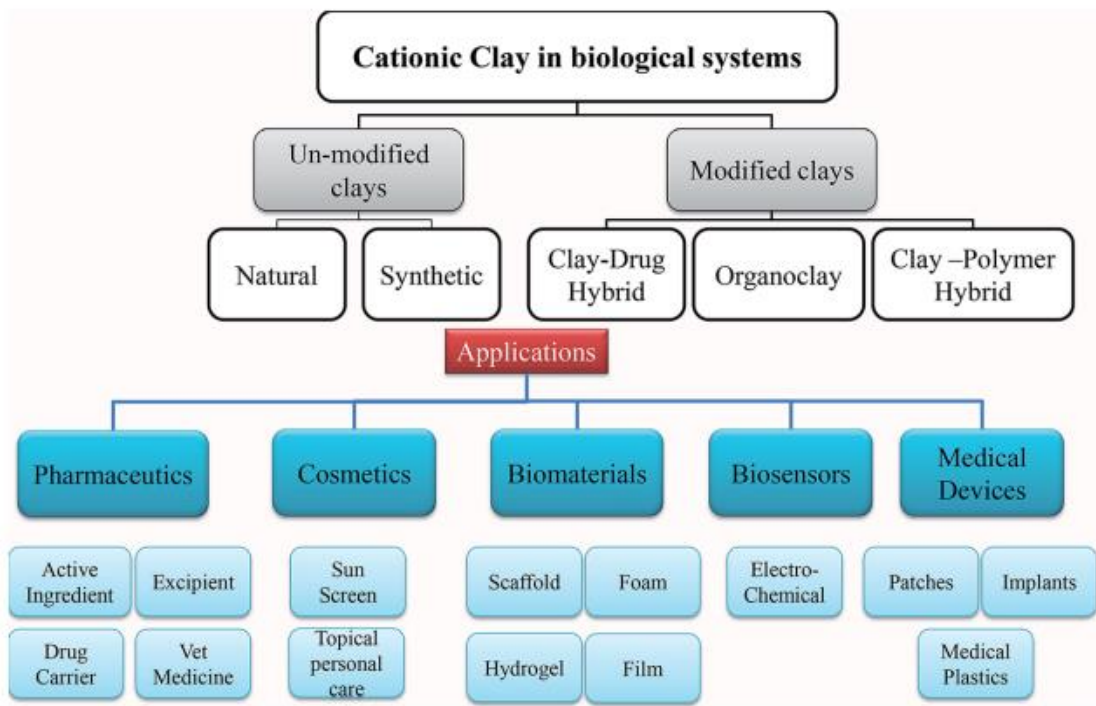 Cationic Clay in biological systems
Un-modified
clays
Modified clays
Natural
Synthetic
Clay-Drug
Hybrid
Organoclay
Clay –Polymer
Hybrid
Applications
Pharmaceutics
Cosmetics
Biomaterials
Biosensors
Medical
Devices
Active
Ingredient
Excipient
Sun
Screen
Scaffold
Foam
Electro-
Chemical
Patches
Implants
Drug
Carrier
Vet
Medicine
Topical
personal
care
Hydrogel
Film
Medical
Plastics